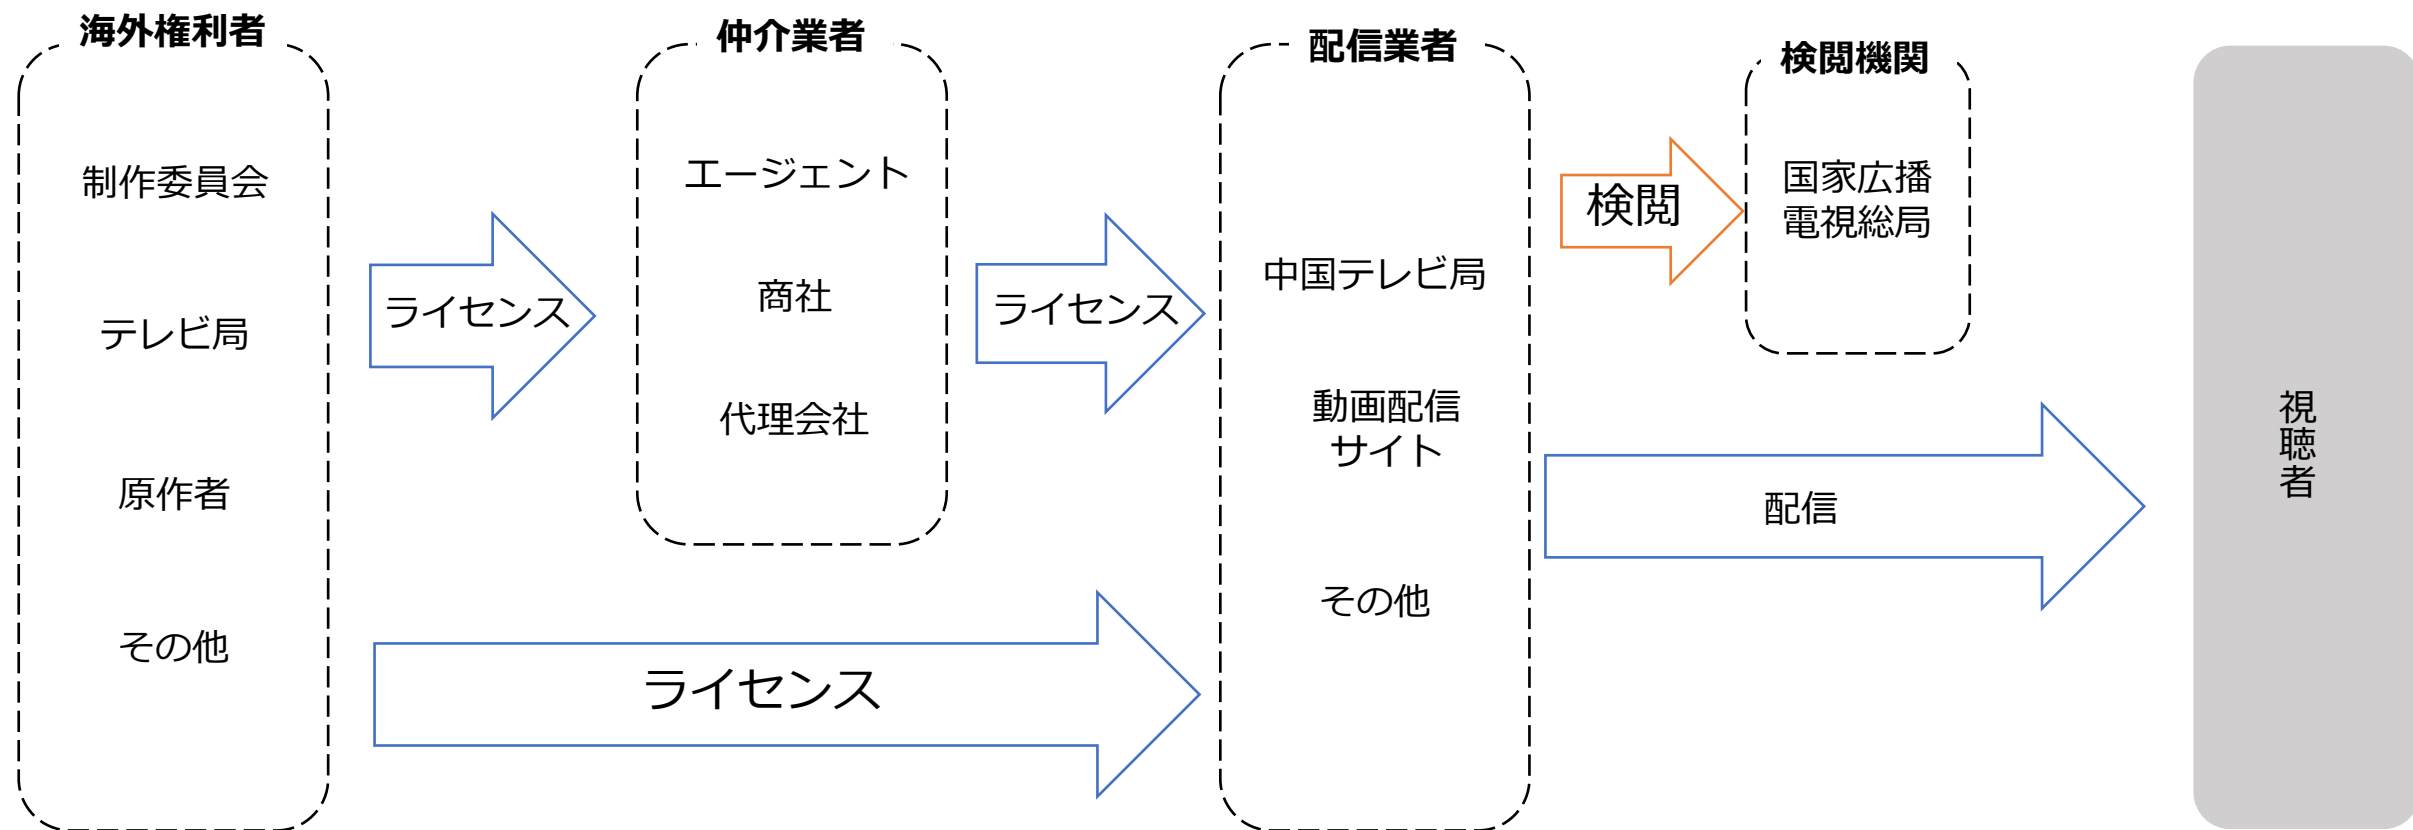 海外権利者
制作委員会
テレビ局
原作者
その他
ライセンス
仲介業者
エージェント
商社
代理会社
ライセンス
ライセンス
配信業者
中国テレビ局
動画配信
サイト
その他
検閲
検閲機関
国家広播
電視総局
配信
視聴者